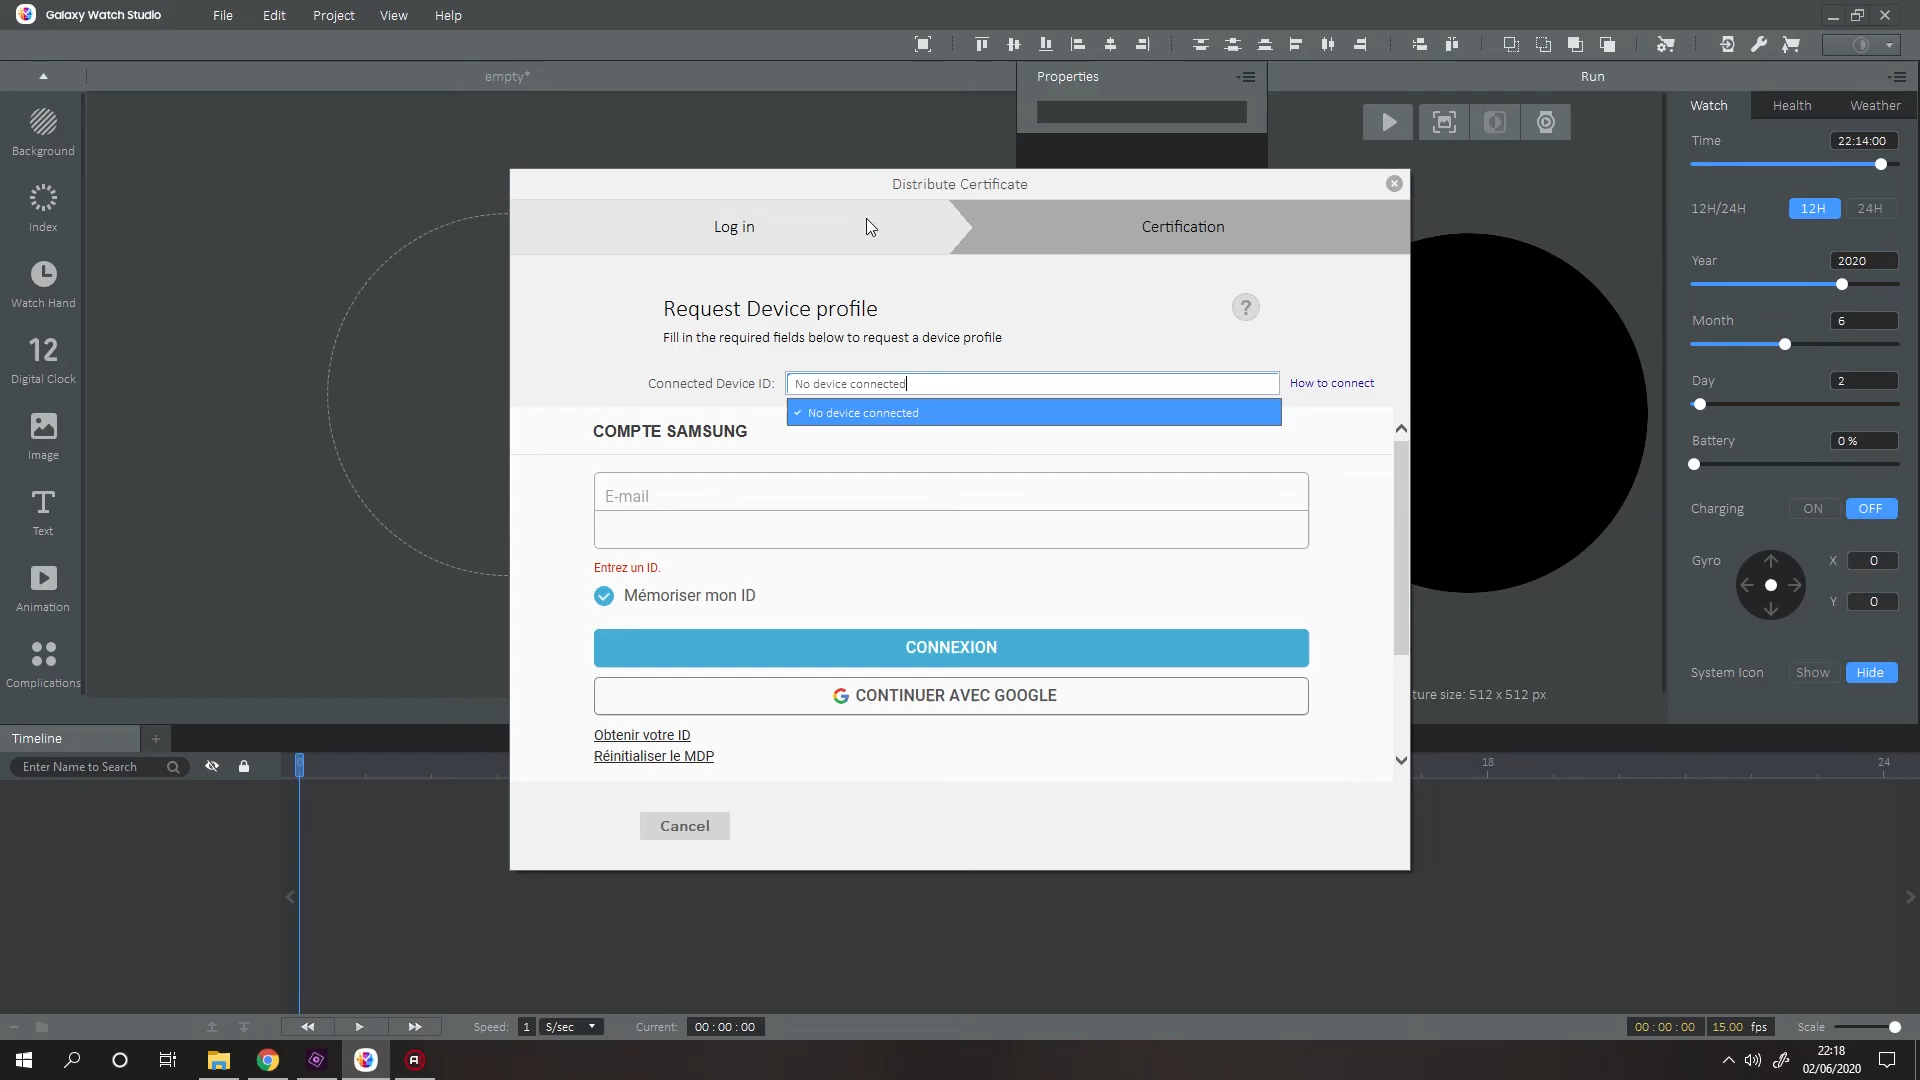 Galaxy Watch Studio File Edit Project View Help
empty*
Properties
Run
Background
Index
Watch Hand
12
Digital Clock
Image
Text
Animation
Complications
Watch Health Weather
Time 22:14:00
12H/24H 12H 24H
Year 2020
Month 6
Day 2
Battery 0 %
Charging ON OFF
Gyro X 0
Y 0
System Icon Show Hide
ture size: 512 x 512 px
Distribute Certificate
Log in Certification
Request Device profile ?
Fill in the required fields below to request a device profile
Connected Device ID: No device connected How to connect
No device connected
COMPTE SAMSUNG
E-mail
Entrez un ID.
Mémoriser mon ID
CONNEXION
CONTINUER AVEC GOOGLE
Obtenir votre ID
Réinitialiser le MDP
Cancel
Timeline +
Enter Name to Search 0 18 24
Speed: 1 S/sec Current: 00 : 00 : 00 00 : 00 : 00 15.00 fps Scale
22:18
02/06/2020